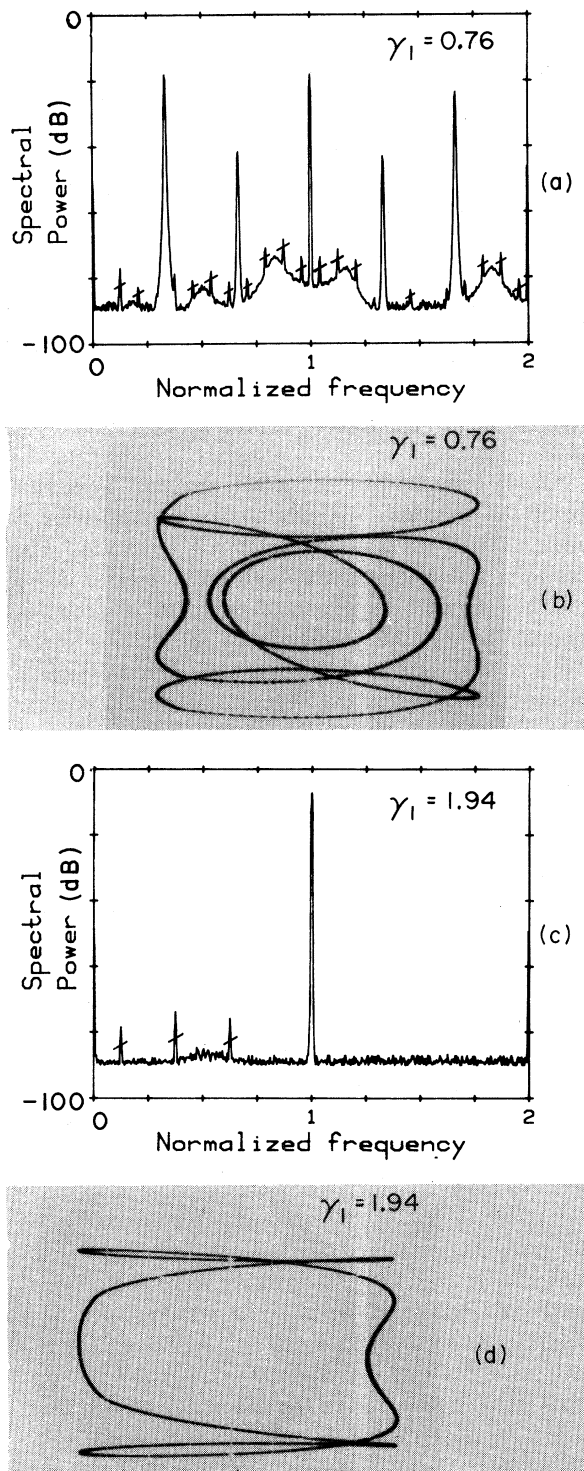 0
γ₁ = 0.76
Spectral
Power (dB)
(a)
-100
0
1
2
Normalized frequency
γ₁ = 0.76
(b)
0
γ₁ = 1.94
Spectral
Power (dB)
(c)
-100
0
1
2
Normalized frequency
γ₁ = 1.94
(d)